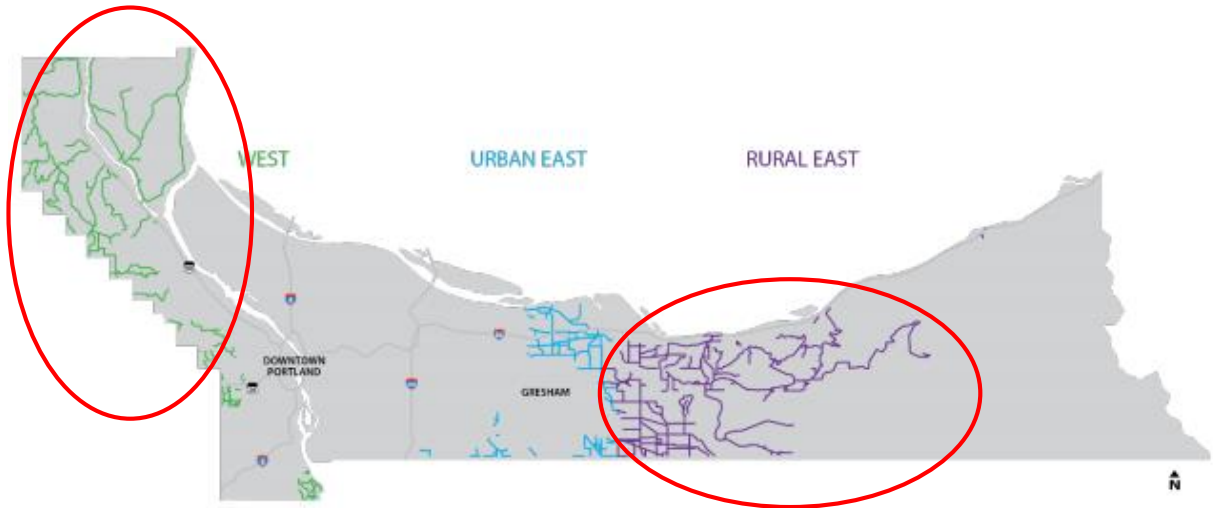 WEST
URBAN EAST
RURAL EAST
DOWNTOWN
PORTLAND
GRESHAM
N